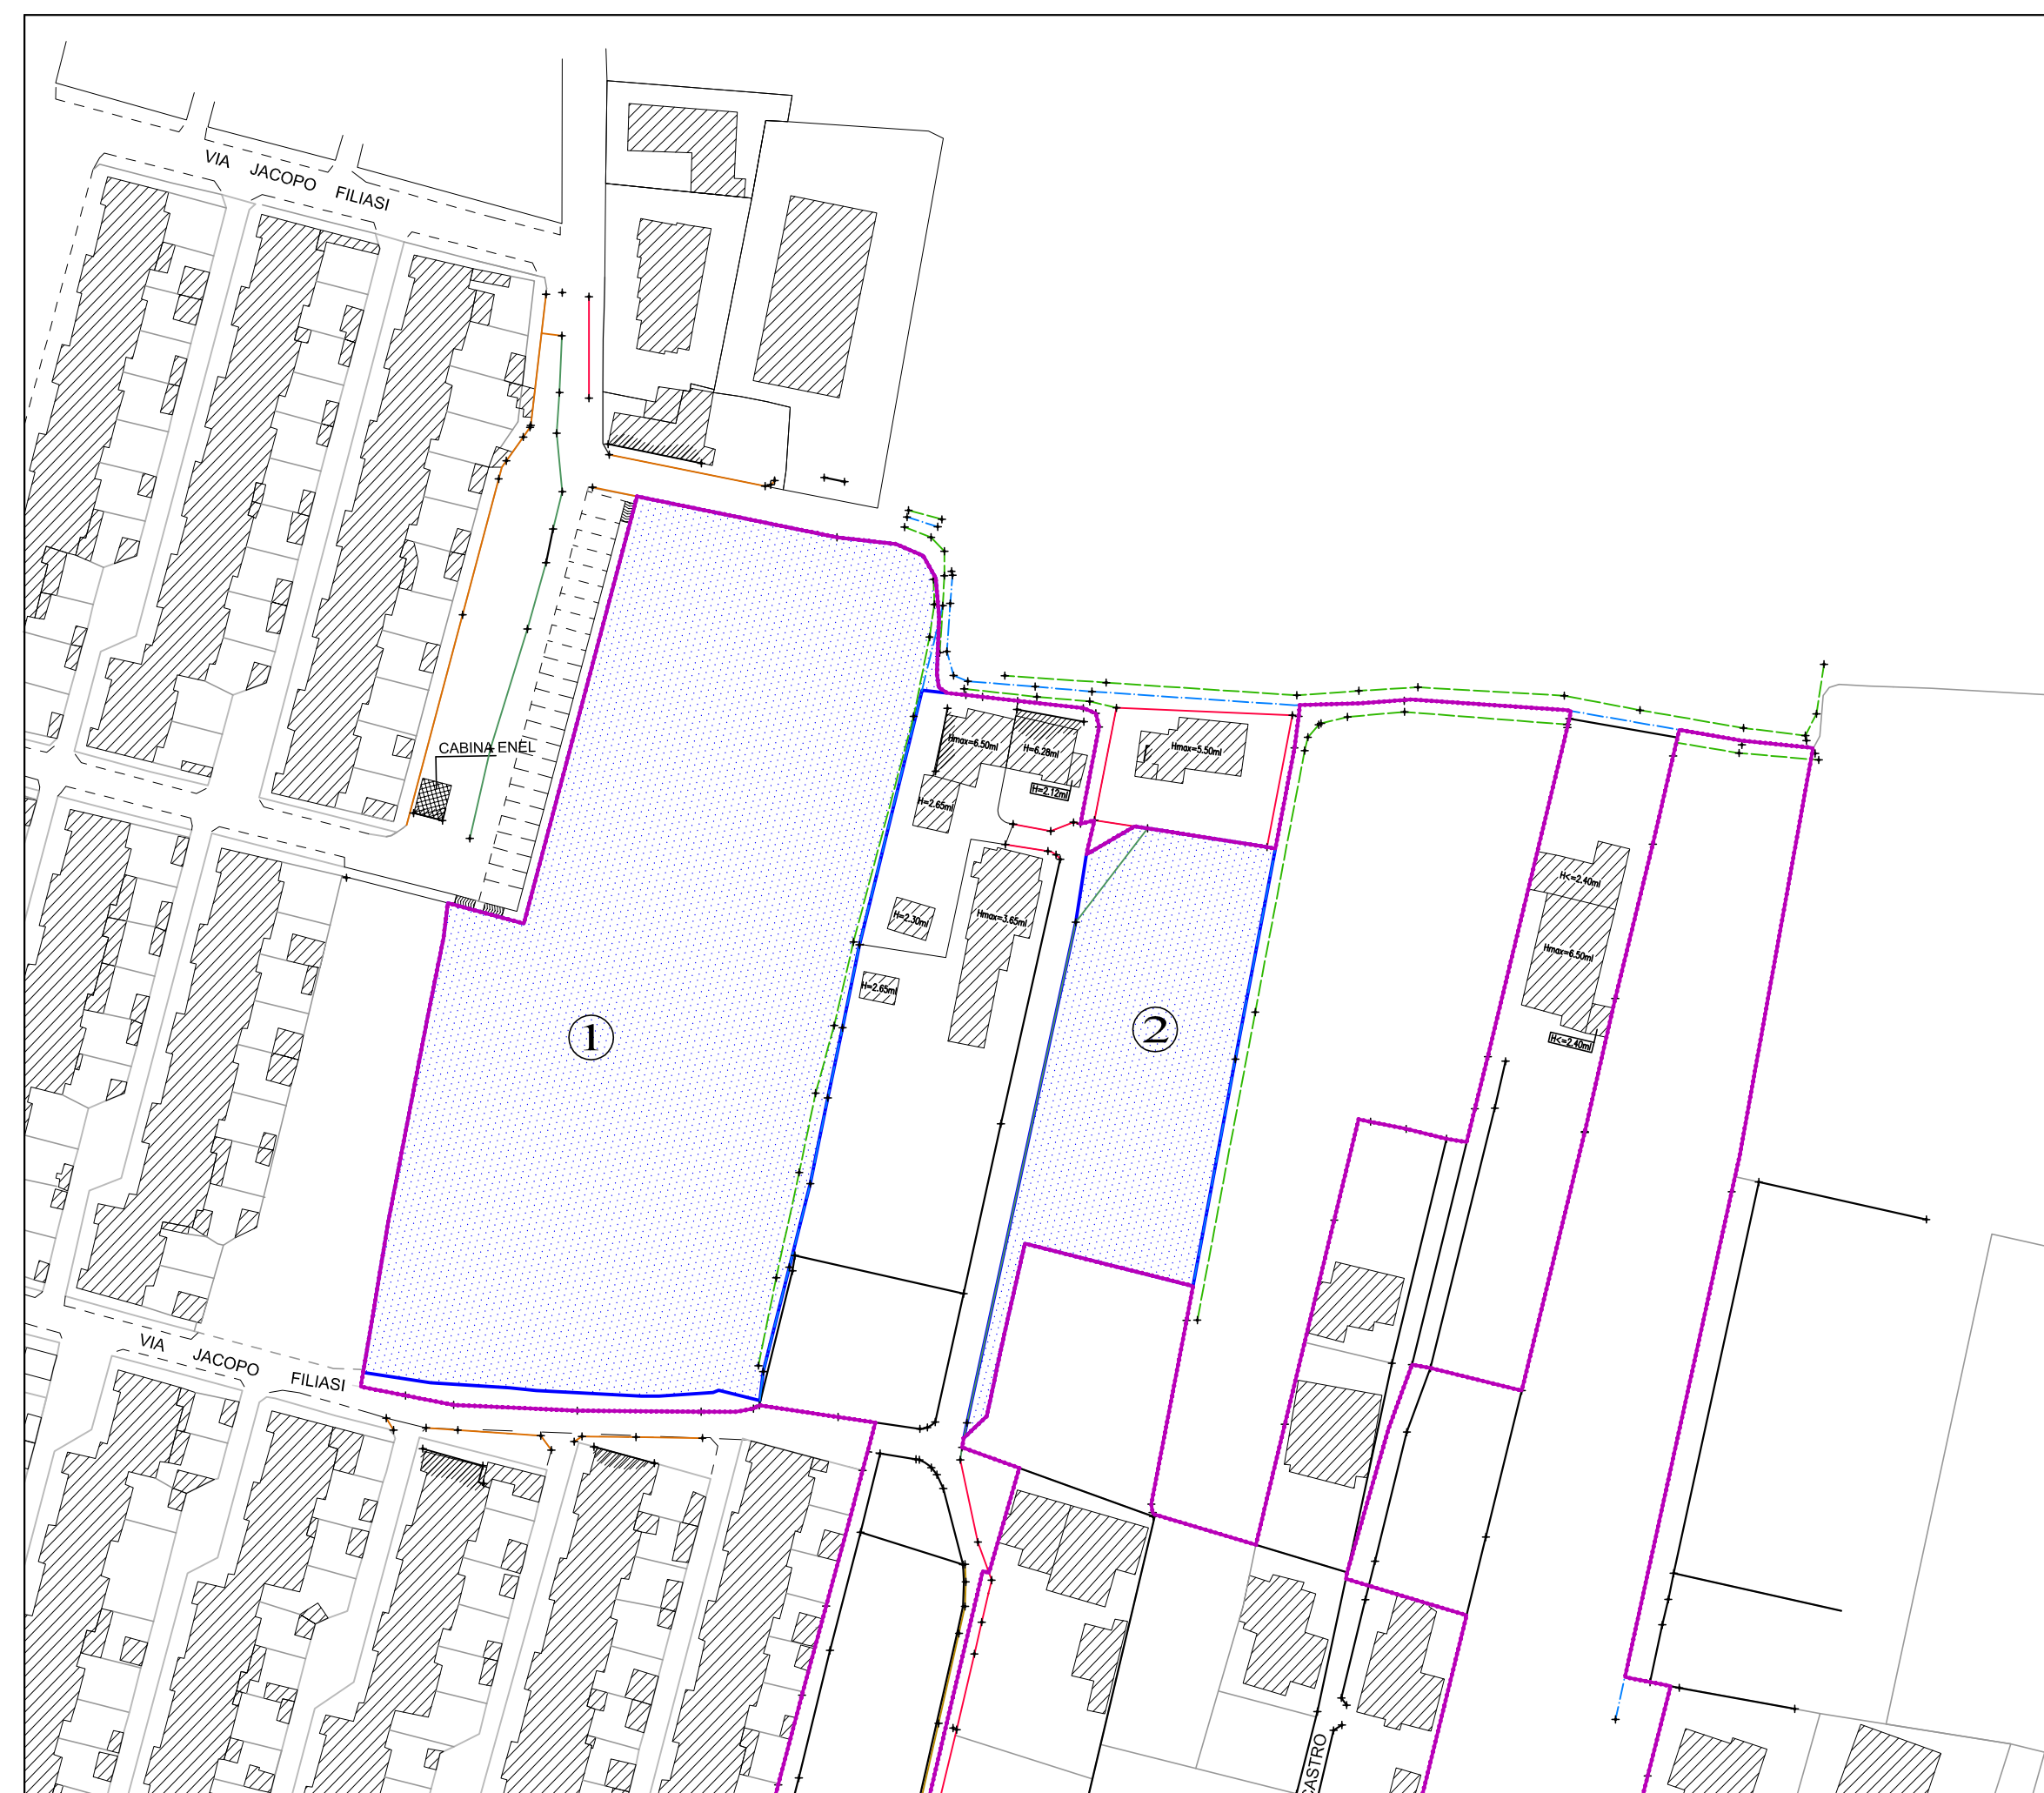 VIA JACOPO FILIASI
CABINA ENEL
Hmax=6.50ml
H=6.28ml
Hmax=5.50ml
H=2.12ml
H=2.65ml
H<=2.40ml
H=2.30ml
Hmax=3.65ml
Hmax=6.50ml
H=2.65ml
1
2
H<=2.40ml
VIA JACOPO FILIASI
CASTRO